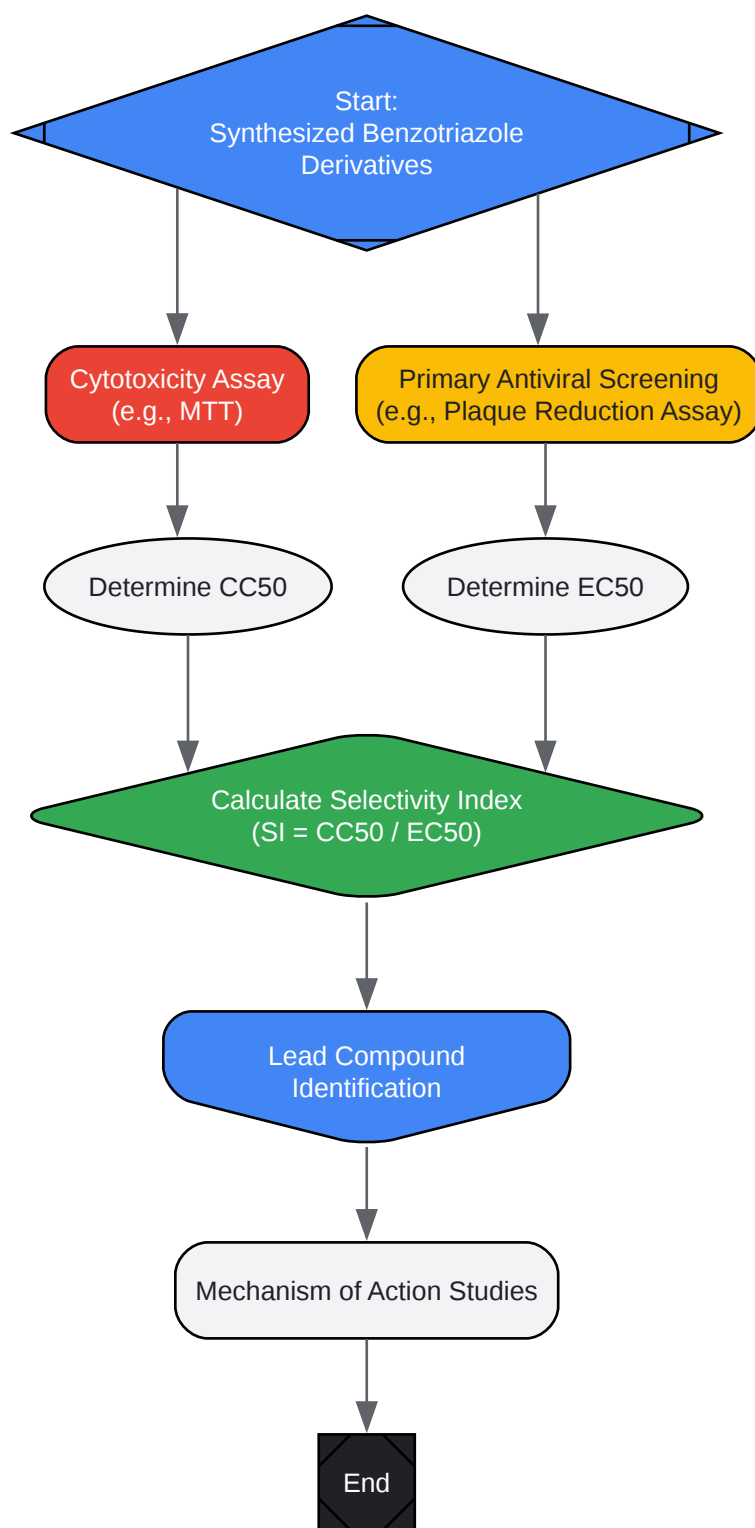 Start:
Synthesized Benzotriazole
Derivatives
Cytotoxicity Assay
(e.g., MTT)
Primary Antiviral Screening
(e.g., Plaque Reduction Assay)
Determine CC50
Determine EC50
Calculate Selectivity Index
(SI = CC50 / EC50)
Lead Compound
Identification
Mechanism of Action Studies
End